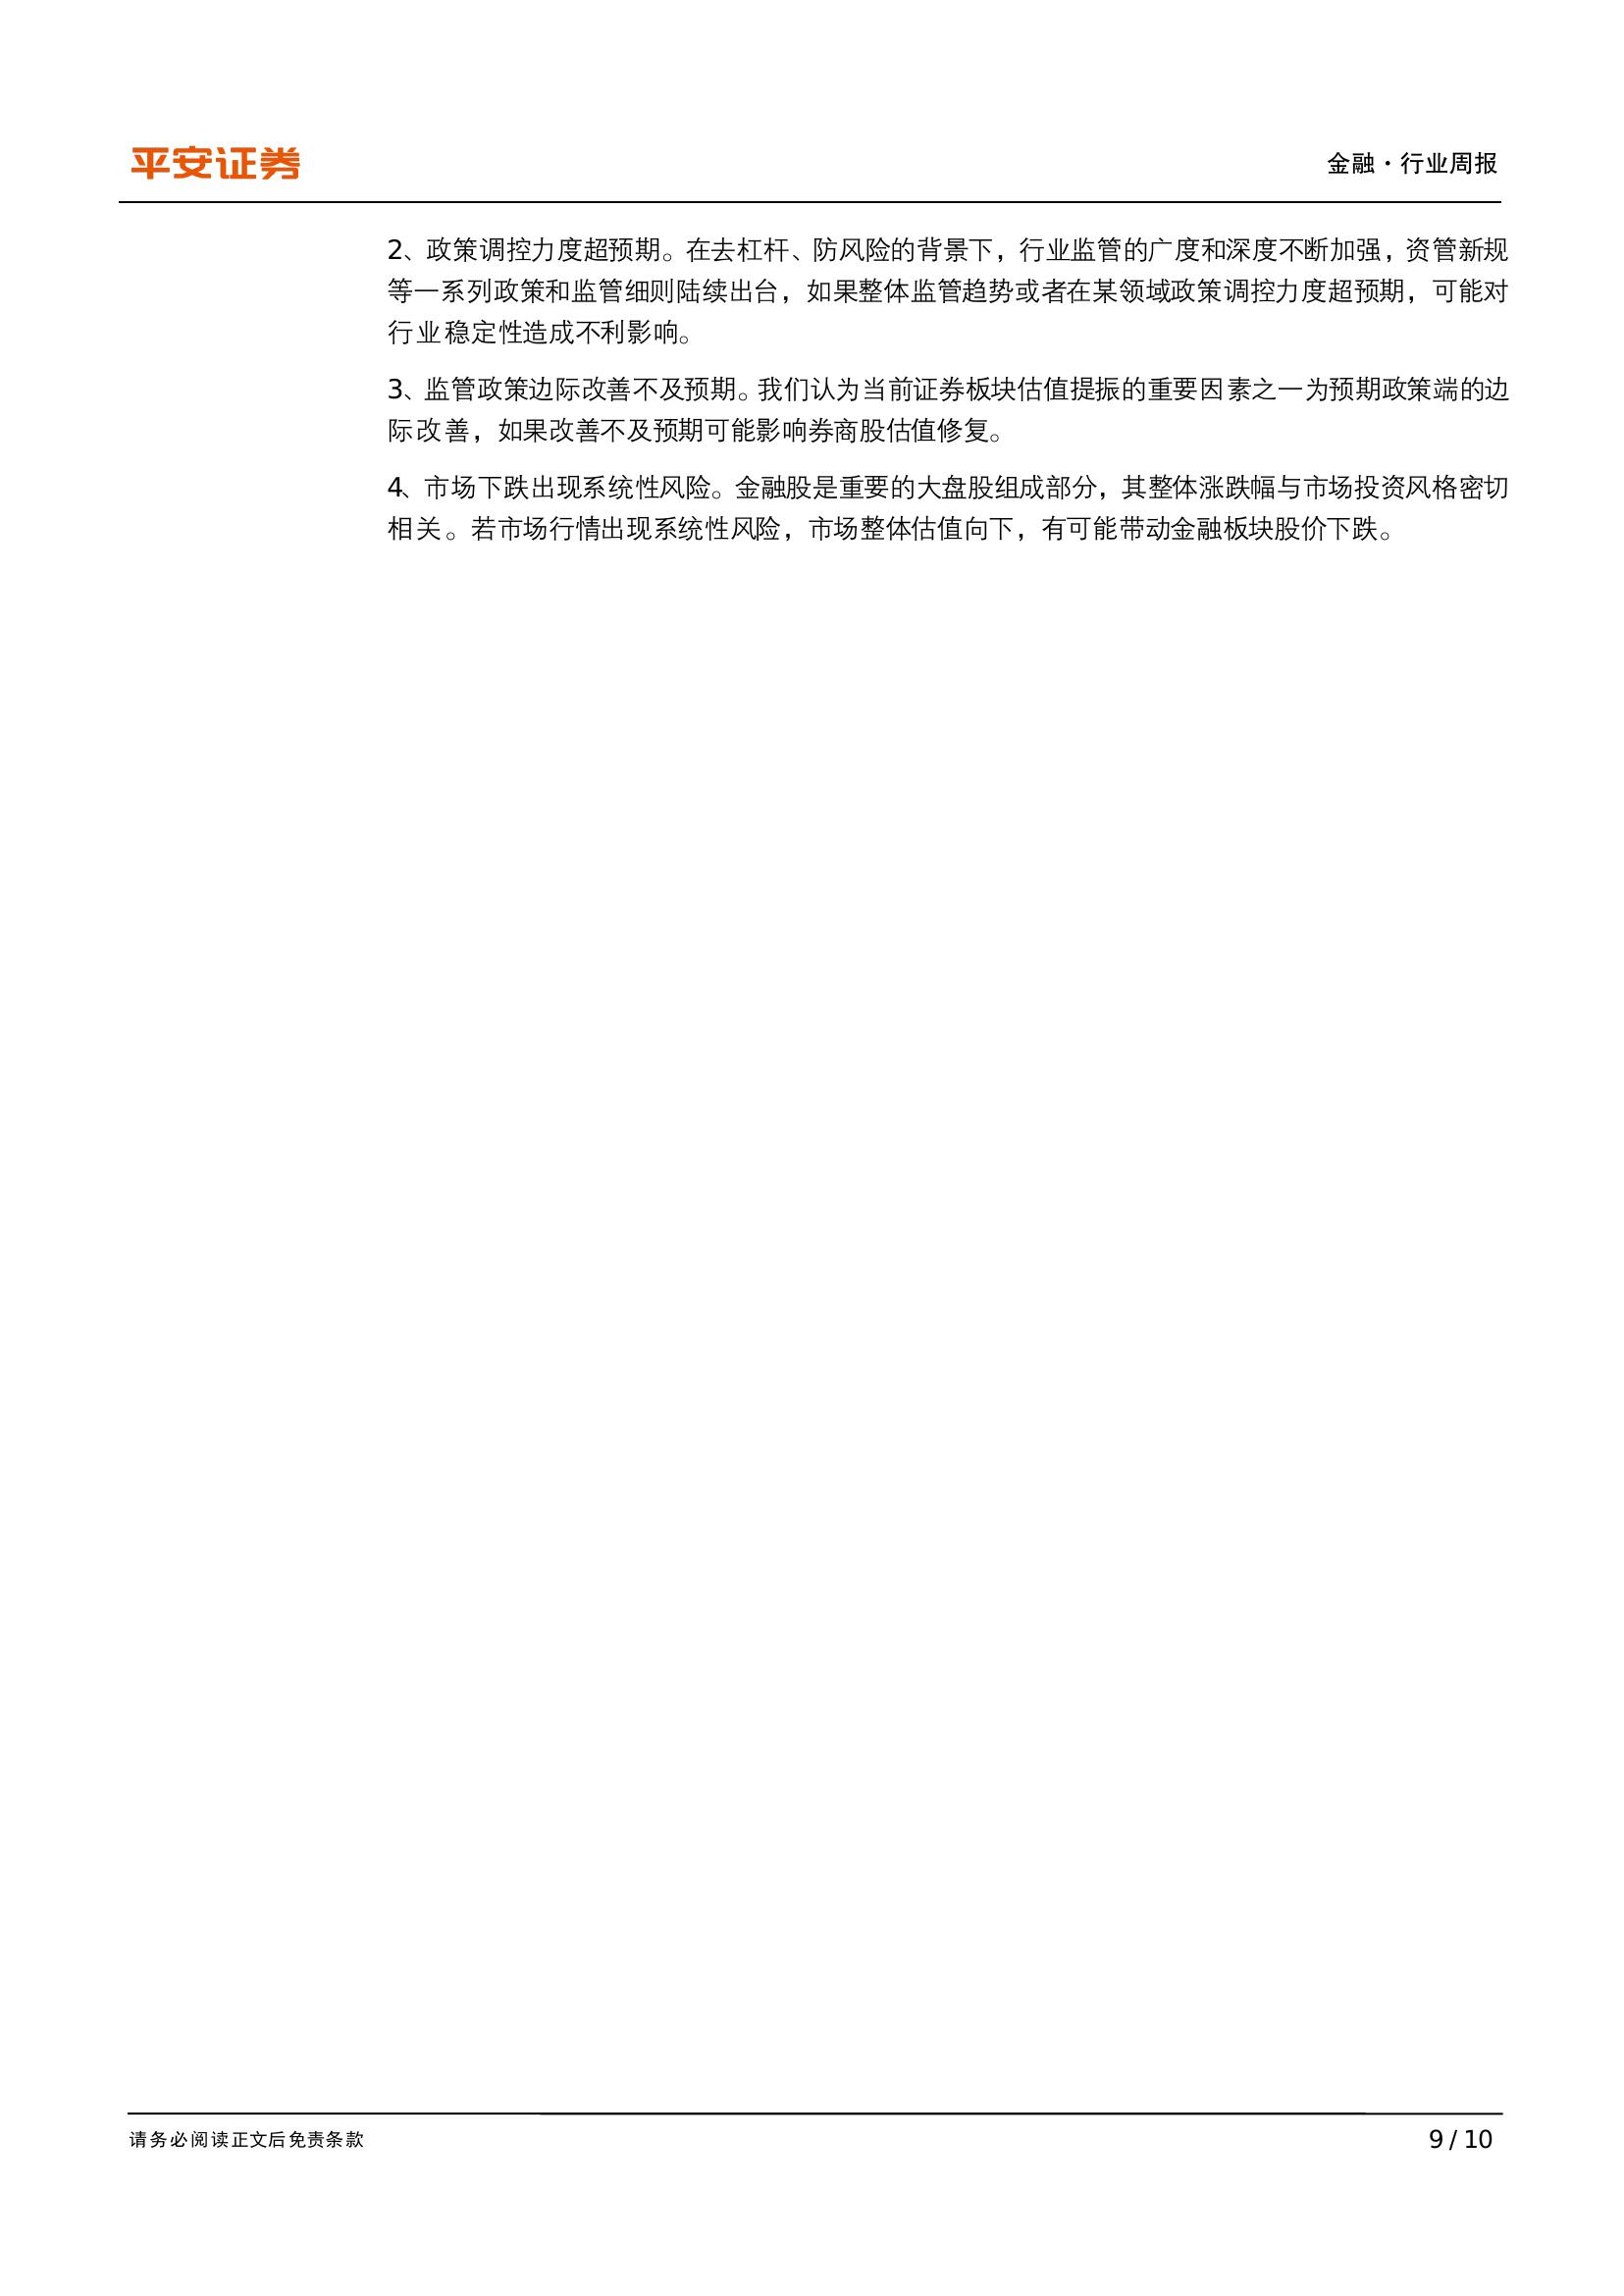 平安证券
金融·行业周报
2、政策调控力度超预期。在去杠杆、防风险的背景下，行业监管的广度和深度不断加强，资管新规
等一系列政策和监管细则陆续出台，如果整体监管趋势或者在某领域政策调控力度超预期，可能对
行业稳定性造成不利影响。
3、监管政策边际改善不及预期。我们认为当前证券板块估值提振的重要因素之一为预期政策端的边
际改善，如果改善不及预期可能影响券商股估值修复。
4、市场下跌出现系统性风险。金融股是重要的大盘股组成部分，其整体涨跌幅与市场投资风格密切
相关。若市场行情出现系统性风险，市场整体估值向下，有可能带动金融板块股价下跌。
请务必阅读正文后免责条款
9 / 10